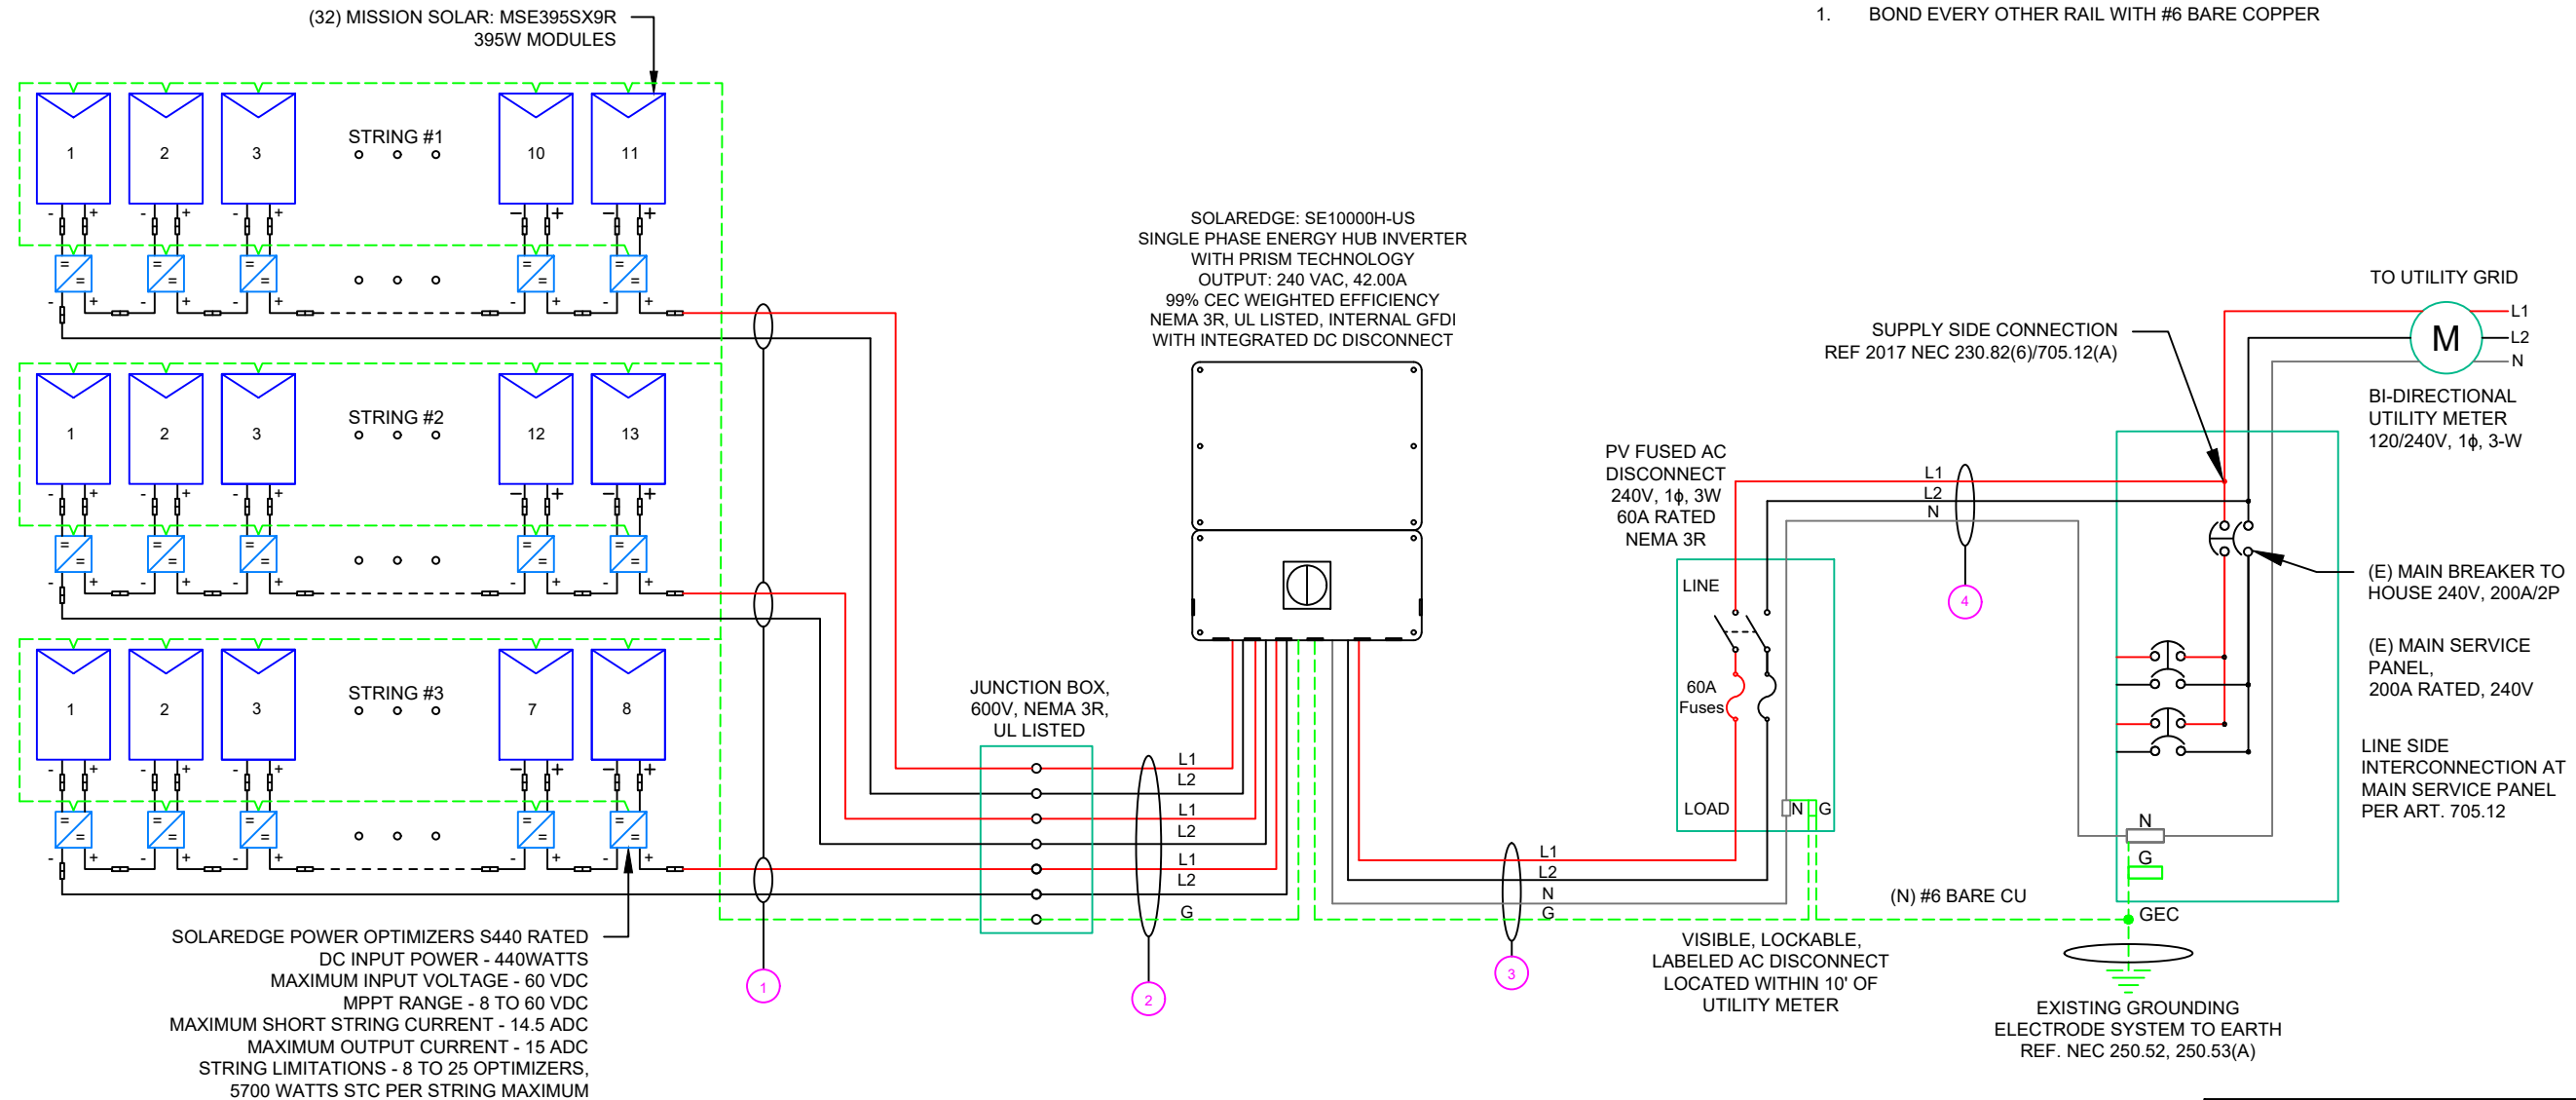 (32) MISSION SOLAR: MSE395SX9R
395W MODULES
1. BOND EVERY OTHER RAIL WITH #6 BARE COPPER
STRING #1
1 2 3 10 11
- + - + - + - + - +
= = = = = = = = = =
- + - + - + - + - +
STRING #2
1 2 3 12 13
- + - + - + - + - +
= = = = = = = = = =
- + - + - + - + - +
STRING #3
1 2 3 7 8
- + - + - + - + - +
= = = = = = = = = =
- + - + - + - + - +
SOLAREDGE POWER OPTIMIZERS S440 RATED
DC INPUT POWER - 440WATTS
MAXIMUM INPUT VOLTAGE - 60 VDC
MPPT RANGE - 8 TO 60 VDC
MAXIMUM SHORT STRING CURRENT - 14.5 ADC
MAXIMUM OUTPUT CURRENT - 15 ADC
STRING LIMITATIONS - 8 TO 25 OPTIMIZERS,
5700 WATTS STC PER STRING MAXIMUM
1
JUNCTION BOX,
600V, NEMA 3R,
UL LISTED
L1
L2
L1
L2
L1
L2
G
2
SOLAREDGE: SE10000H-US
SINGLE PHASE ENERGY HUB INVERTER
WITH PRISM TECHNOLOGY
OUTPUT: 240 VAC, 42.00A
99% CEC WEIGHTED EFFICIENCY
NEMA 3R, UL LISTED, INTERNAL GFDI
WITH INTEGRATED DC DISCONNECT
L1
L2
N
G
3
PV FUSED AC
DISCONNECT
240V, 1ϕ, 3W
60A RATED
NEMA 3R
LINE
60A
Fuses
LOAD
N G
VISIBLE, LOCKABLE,
LABELED AC DISCONNECT
LOCATED WITHIN 10' OF
UTILITY METER
L1
L2
N
4
(N) #6 BARE CU
SUPPLY SIDE CONNECTION
REF 2017 NEC 230.82(6)/705.12(A)
TO UTILITY GRID
M
L1
L2
N
BI-DIRECTIONAL
UTILITY METER
120/240V, 1ϕ, 3-W
(E) MAIN BREAKER TO
HOUSE 240V, 200A/2P
(E) MAIN SERVICE
PANEL,
200A RATED, 240V
LINE SIDE
INTERCONNECTION AT
MAIN SERVICE PANEL
PER ART. 705.12
N
G
GEC
EXISTING GROUNDING
ELECTRODE SYSTEM TO EARTH
REF. NEC 250.52, 250.53(A)